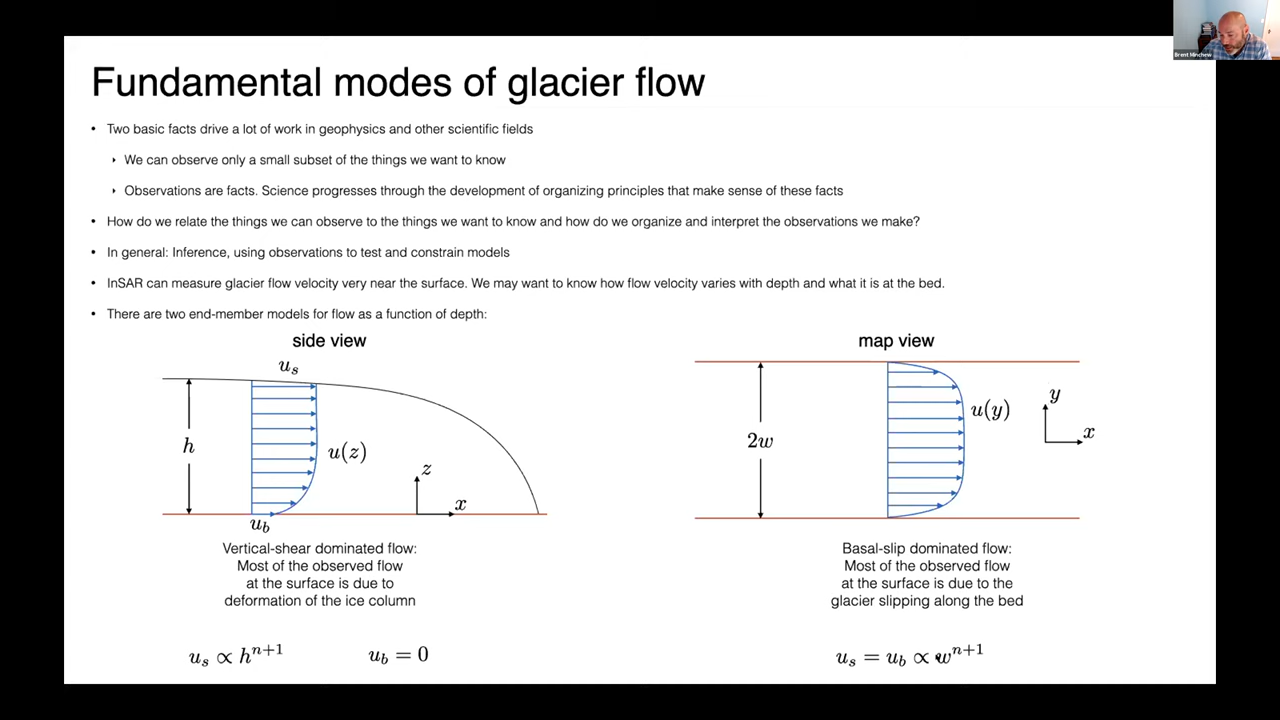 Brent Minchew
Fundamental modes of glacier flow
• Two basic facts drive a lot of work in geophysics and other scientific fields
‣ We can observe only a small subset of the things we want to know
‣ Observations are facts. Science progresses through the development of organizing principles that make sense of these facts
• How do we relate the things we can observe to the things we want to know and how do we organize and interpret the observations we make?
• In general: Inference, using observations to test and constrain models
• InSAR can measure glacier flow velocity very near the surface. We may want to know how flow velocity varies with depth and what it is at the bed.
• There are two end-member models for flow as a function of depth:
side view
u_s
h
u(z)
z
x
u_b
Vertical-shear dominated flow:
Most of the observed flow
at the surface is due to
deformation of the ice column
u_s ∝ h^{n+1}
u_b = 0
map view
2w
u(y)
y
x
Basal-slip dominated flow:
Most of the observed flow
at the surface is due to the
glacier slipping along the bed
u_s = u_b ∝ w^{n+1}